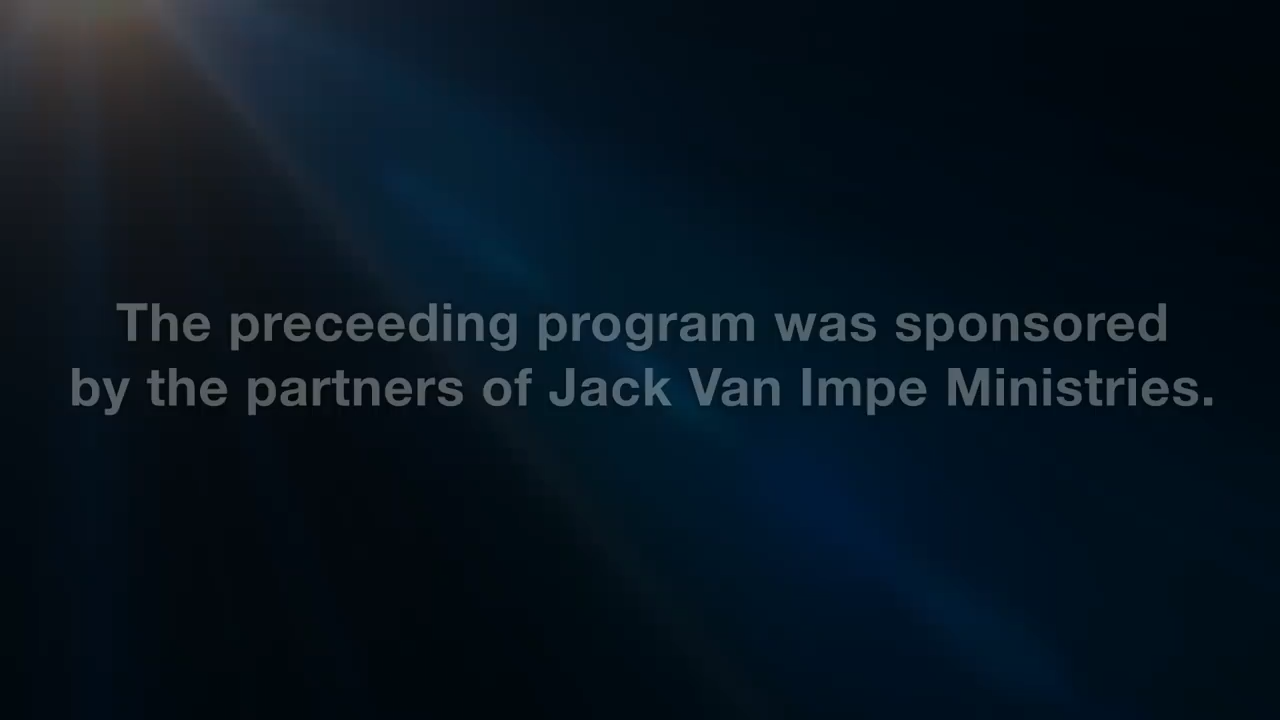 The preceeding program was sponsored
by the partners of Jack Van Impe Ministries.